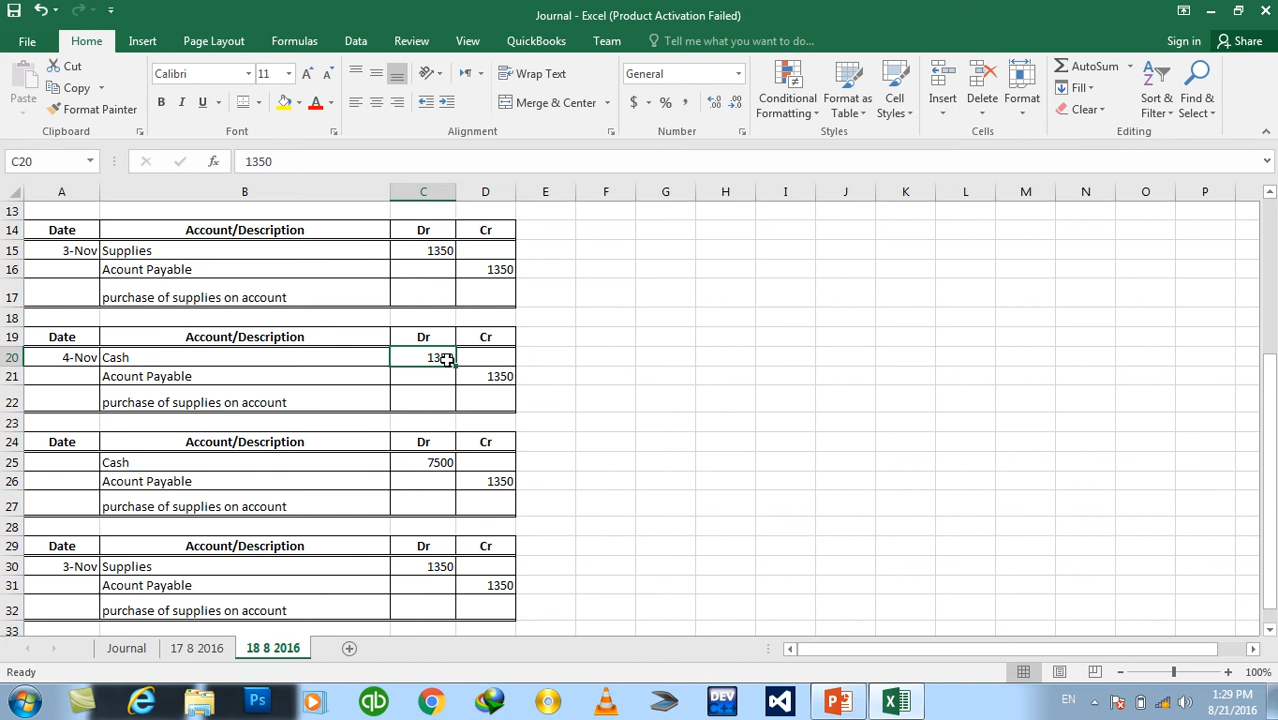 Journal - Excel (Product Activation Failed)
File Home Insert Page Layout Formulas Data Review View QuickBooks Team Tell me what you want to do... Sign in Share
Paste Cut Copy Format Painter Clipboard
Calibri 11 A A B I U A Font
Wrap Text Merge & Center Alignment
General $ % , Number
Conditional Formatting Format as Table Cell Styles Styles
Insert Delete Format Cells
AutoSum Fill Clear Sort & Filter Find & Select Editing
C20 fx 1350
A B C D E F G H I J K L M N O P
13
14 Date Account/Description Dr Cr
15 3-Nov Supplies 1350
16 Acount Payable 1350
17 purchase of supplies on account
18
19 Date Account/Description Dr Cr
20 4-Nov Cash 1350
21 Acount Payable 1350
22 purchase of supplies on account
23
24 Date Account/Description Dr Cr
25 Cash 7500
26 Acount Payable 1350
27 purchase of supplies on account
28
29 Date Account/Description Dr Cr
30 3-Nov Supplies 1350
31 Acount Payable 1350
32 purchase of supplies on account
33
Journal 17 8 2016 18 8 2016
Ready 100%
Ps qb DEV EN 1:29 PM
8/21/2016